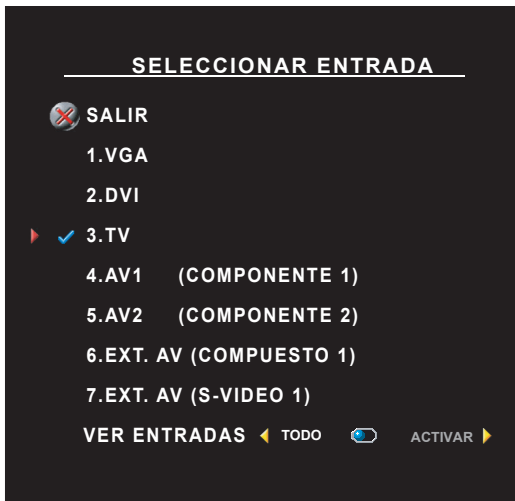 SELECCIONAR ENTRADA
SALIR
1.VGA
2.DVI
3.TV
4.AV1 (COMPONENTE 1)
5.AV2 (COMPONENTE 2)
6.EXT. AV (COMPUESTO 1)
7.EXT. AV (S-VIDEO 1)
VER ENTRADAS TODO ACTIVAR